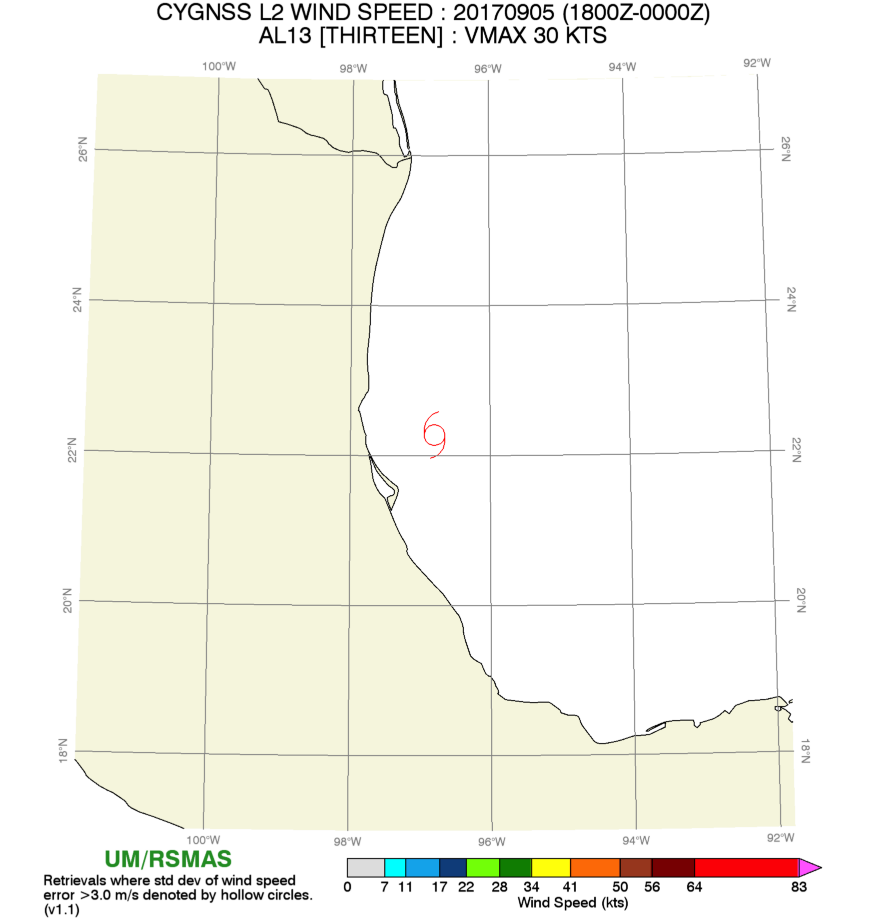 CYGNSS L2 WIND SPEED : 20170905 (1800Z-0000Z)
AL13 [THIRTEEN] : VMAX 30 KTS
100°W 98°W 96°W 94°W 92°W
26°N 26°N
24°N 24°N
22°N 22°N
20°N 20°N
18°N 18°N
100°W 98°W 96°W 94°W 92°W
UM/RSMAS
Retrievals where std dev of wind speed
error >3.0 m/s denoted by hollow circles.
(v1.1)
0 7 11 17 22 28 34 41 50 56 64 83
Wind Speed (kts)